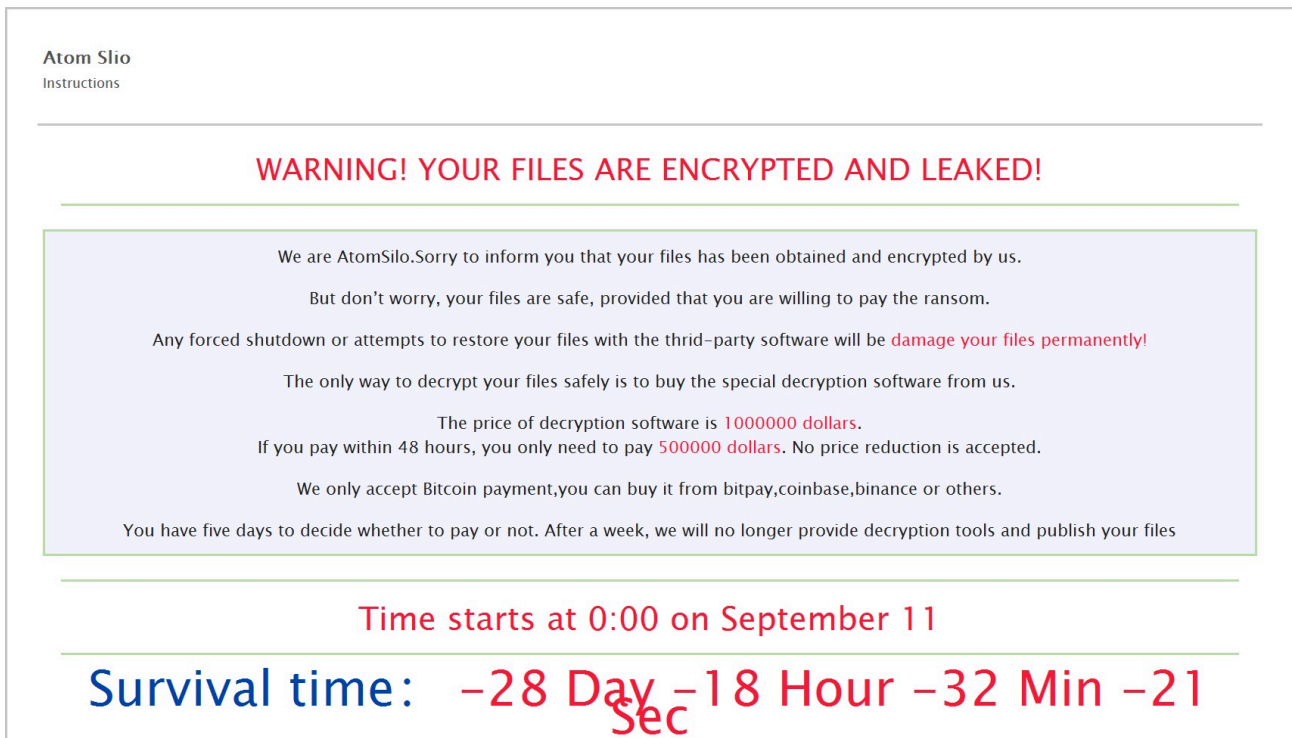 Atom Slio
Instructions
WARNING! YOUR FILES ARE ENCRYPTED AND LEAKED!
We are AtomSilo.Sorry to inform you that your files has been obtained and encrypted by us.
But don’t worry, your files are safe, provided that you are willing to pay the ransom.
Any forced shutdown or attempts to restore your files with the thrid-party software will be damage your files permanently!
The only way to decrypt your files safely is to buy the special decryption software from us.
The price of decryption software is 1000000 dollars.
If you pay within 48 hours, you only need to pay 500000 dollars. No price reduction is accepted.
We only accept Bitcoin payment,you can buy it from bitpay,coinbase,binance or others.
You have five days to decide whether to pay or not. After a week, we will no longer provide decryption tools and publish your files
Time starts at 0:00 on September 11
Survival time: -28 Day -18 Hour -32 Min -21
Sec